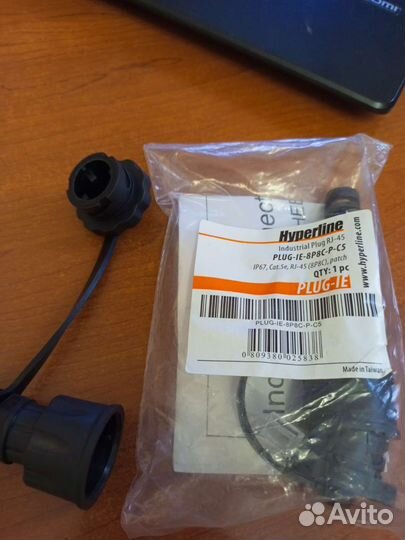 Hyperline
Industrial Plug RJ-45
PLUG-IE-8P8C-P-C5
IP67, Cat.5e, RJ-45 (8P8C), patch
QTY: 1 pc
PLUG-IE
www.hyperline.com
PLUG-IE-8P8C-P-C5
0 809380 025838
Made in Taiwan
Avito